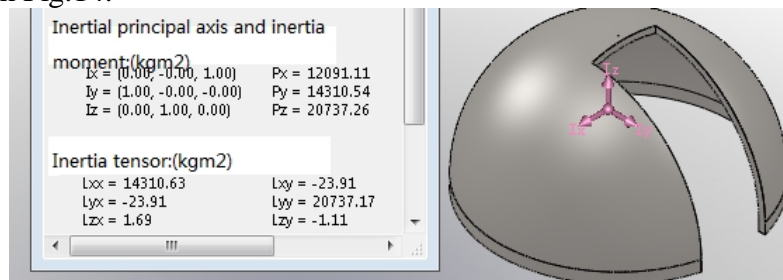 Inertial principal axis and inertia
moment:(kgm2)
Ix = (0.00, -0.00, 1.00) Px = 12091.11
Iy = (1.00, -0.00, -0.00) Py = 14310.54
Iz = (0.00, 1.00, 0.00) Pz = 20737.26
Inertia tensor:(kgm2)
Lxx = 14310.63 Lxy = -23.91
Lyx = -23.91 Lyy = 20737.17
Lzx = 1.69 Lzy = -1.11
Iz
Ix
Iy